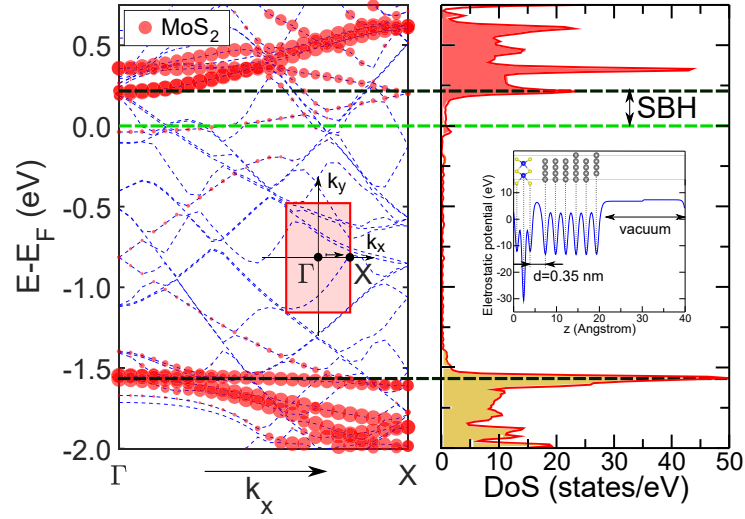 MoS2
0.5
0.0
-0.5
-1.0
-1.5
-2.0
E-EF (eV)
ky
kx
Γ
X
Γ
X
kx
SBH
Eletrostatic potential (eV)
10
0
-10
-20
-30
vacuum
d=0.35 nm
0
10
20
30
40
z (Angstrom)
0
10
20
30
40
50
DoS (states/eV)